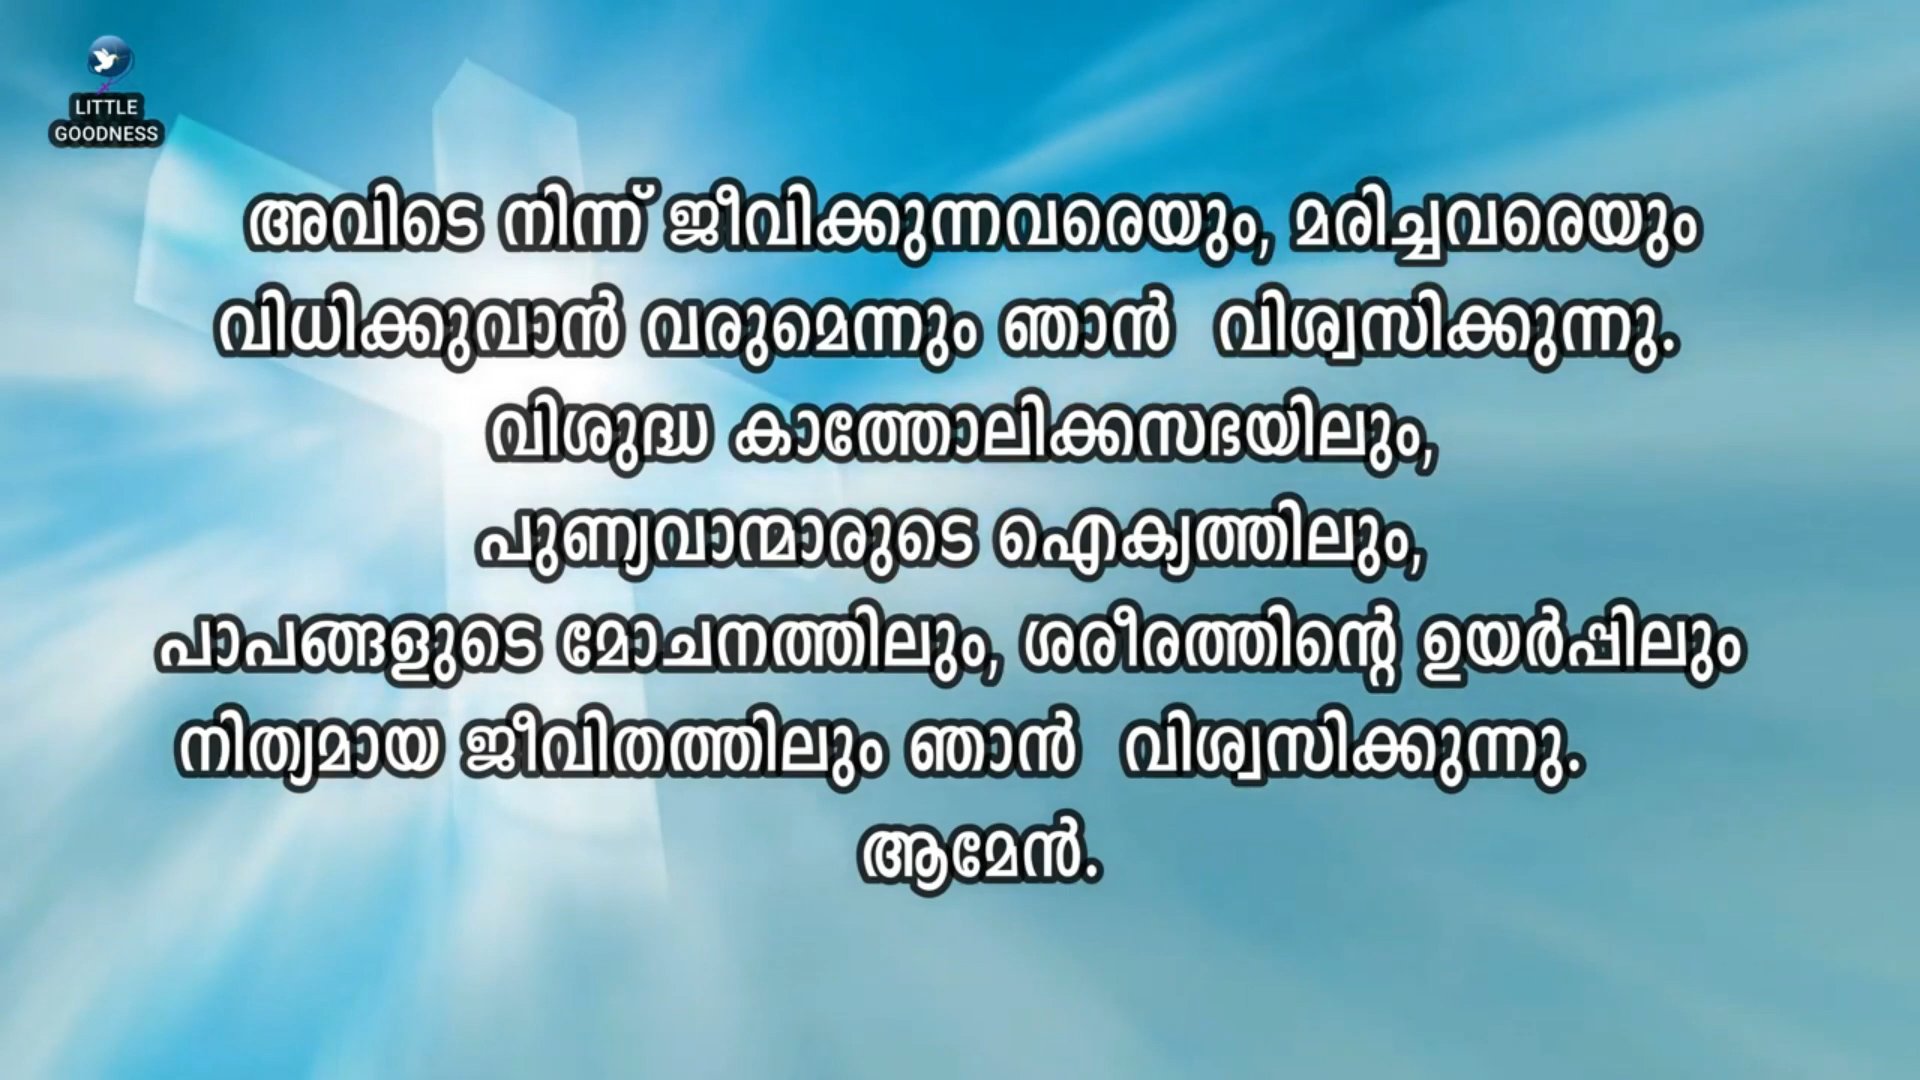 LITTLE
GOODNESS
അവിടെ നിന്ന് ജീവിക്കുന്നവരെയും, മരിച്ചവരെയും
വിധിക്കുവാൻ വരുമെന്നും ഞാൻ വിശ്വസിക്കുന്നു.
വിശുദ്ധ കാത്തോലിക്കസഭയിലും,
പുണ്യവാന്മാരുടെ ഐക്യത്തിലും,
പാപങ്ങളുടെ മോചനത്തിലും, ശരീരത്തിന്റെ ഉയർപ്പിലും
നിത്യമായ ജീവിതത്തിലും ഞാൻ വിശ്വസിക്കുന്നു.
ആമേൻ.